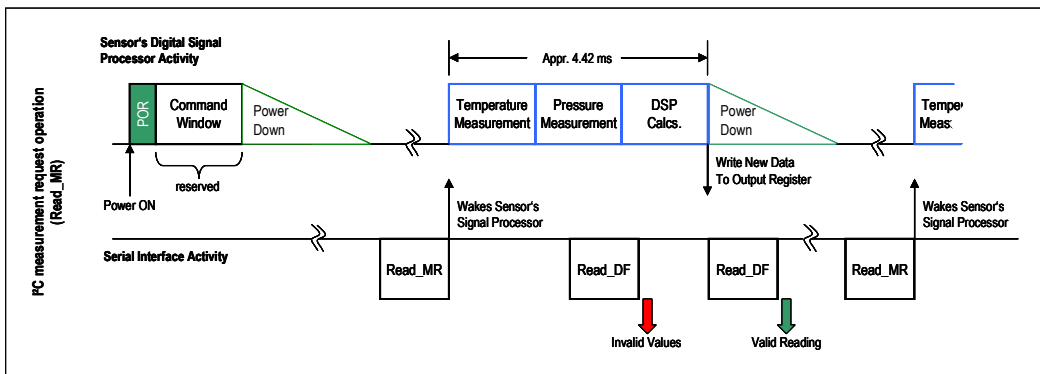 Sensor's Digital Signal
Processor Activity
Appr. 4.42 ms
POR
Command
Window
Power
Down
Temperature
Measurement
Pressure
Measurement
DSP
Calcs.
Power
Down
Temper
Meas:
reserved
Power ON
Write New Data
To Output Register
Wakes Sensor's
Signal Processor
Wakes Sensor's
Signal Processor
I²C measurement request operation
(Read_MR)
Serial Interface Activity
Read_MR
Read_DF
Read_DF
Read_MR
Invalid Values
Valid Reading